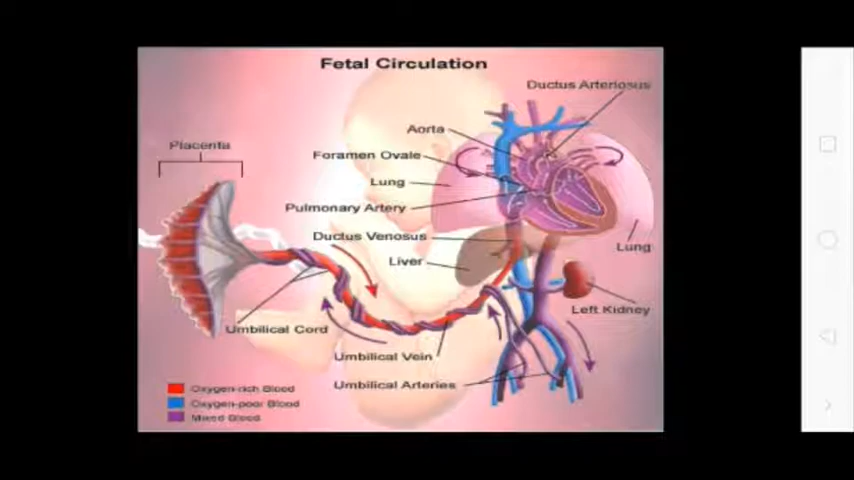 Fetal Circulation
Ductus Arteriosus
Aorta
Placenta
Foramen Ovale
Lung
Pulmonary Artery
Ductus Venosus
Lung
Liver
Left Kidney
Umbilical Cord
Umbilical Vein
Umbilical Arteries
Oxygen-rich Blood
Oxygen-poor Blood
Mixed Blood